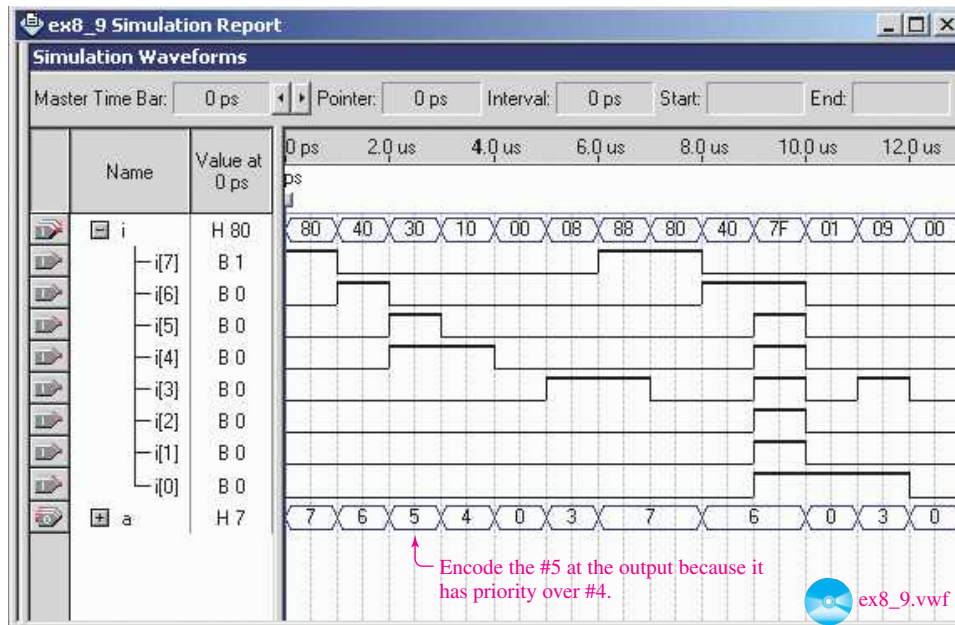 ex8_9 Simulation Report
Simulation Waveforms
Master Time Bar: 0 ps Pointer: 0 ps Interval: 0 ps Start: End:
Name Value at 0 ps
0 ps 2.0 us 4.0 us 6.0 us 8.0 us 10.0 us 12.0 us
ps
i H 80 80 40 30 10 00 08 88 80 40 7F 01 09 00
i[7] B 1
i[6] B 0
i[5] B 0
i[4] B 0
i[3] B 0
i[2] B 0
i[1] B 0
i[0] B 0
a H 7 7 6 5 4 0 3 7 6 0 3 0
Encode the #5 at the output because it
has priority over #4.
ex8_9.vwf